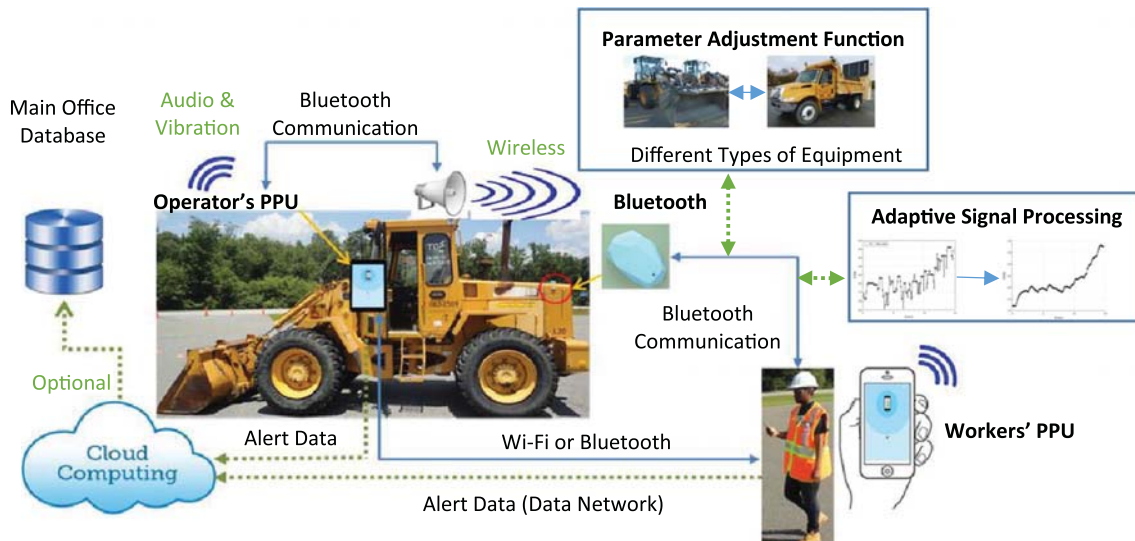 Parameter Adjustment Function
Different Types of Equipment
Main Office
Database
Audio &
Vibration
Bluetooth
Communication
Wireless
Operator's PPU
Bluetooth
Adaptive Signal Processing
Bluetooth
Communication
Optional
Cloud
Computing
Alert Data
Wi-Fi or Bluetooth
Workers' PPU
Alert Data (Data Network)